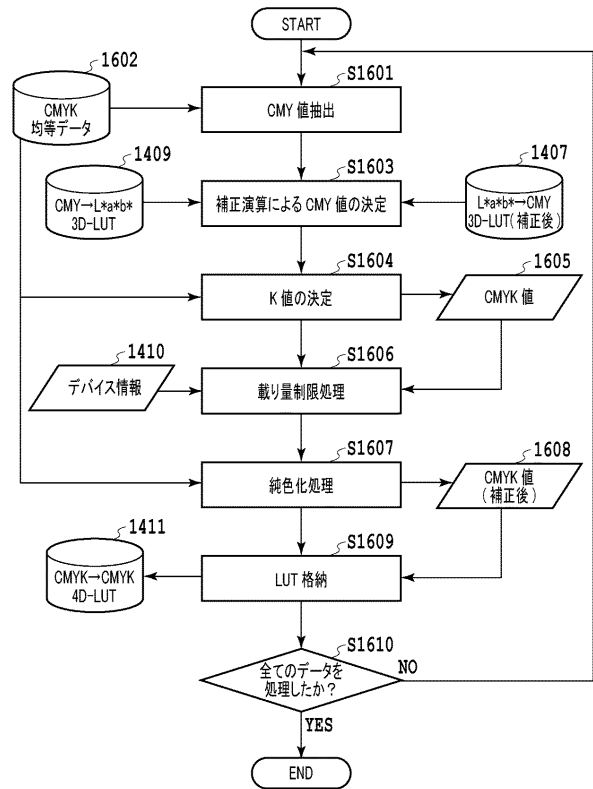 START
1602
S1601
CMYK
均等データ
CMY 値抽出
1409
S1603
1407
CMY→L*a*b*
3D-LUT
補正演算による CMY 値の決定
L*a*b*→CMY
3D-LUT(補正後)
S1604
1605
K 値の決定
CMYK 値
1410
S1606
デバイス情報
載り量制限処理
S1607
1608
純色化処理
CMYK 値
(補正後)
1411
S1609
CMYK→CMYK
4D-LUT
LUT 格納
S1610
全てのデータを
処理したか?
NO
YES
END